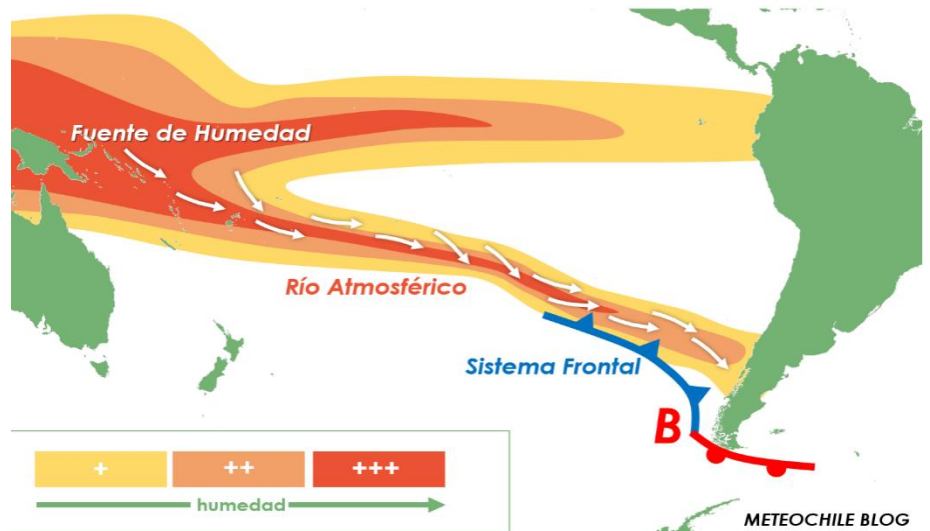 Fuente de Humedad
Río Atmosférico
Sistema Frontal
B
+ ++ +++
humedad
METEOCHILE BLOG